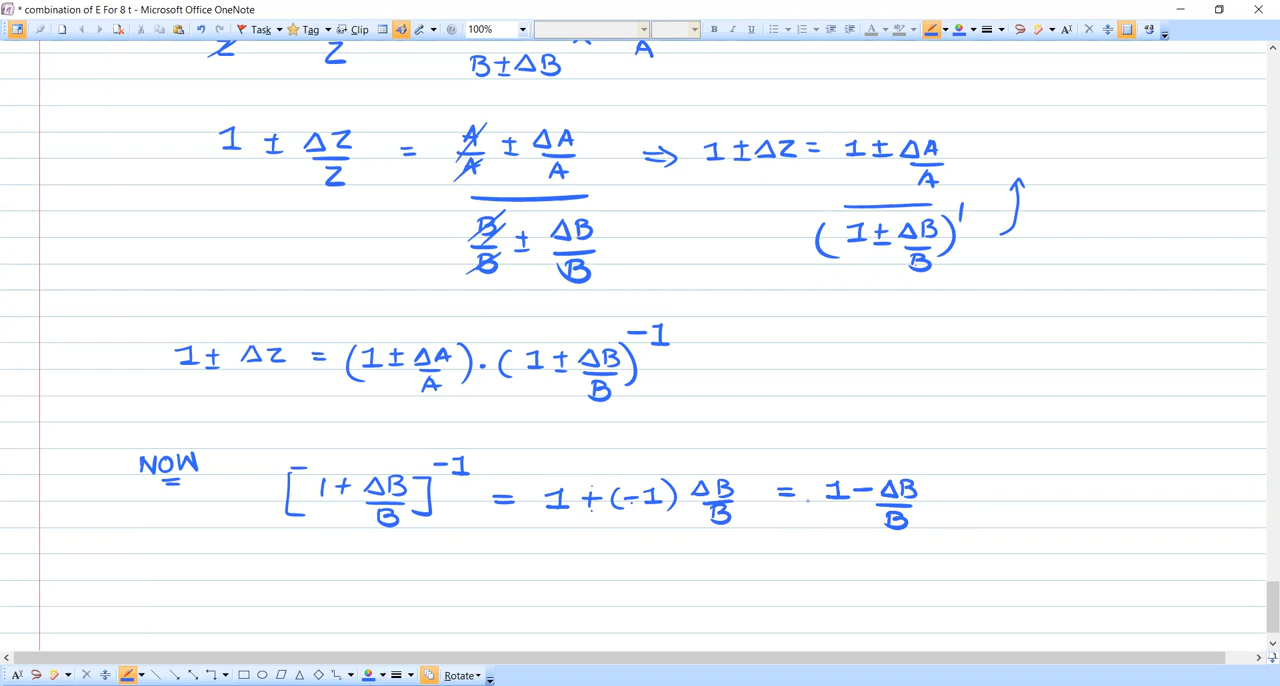 * combination of E For 8 t - Microsoft Office OneNote
Task Tag Clip 100% B I U
Z Z B ± ΔB A
1 ± ΔZ/Z = (A/A ± ΔA/A) / (B/B ± ΔB/B) ⇒ 1 ± ΔZ = (1 ± ΔA/A) / (1 ± ΔB/B)^1
1 ± ΔZ = (1 ± ΔA/A) · (1 ± ΔB/B)^-1
NOW [1 + ΔB/B]^-1 = 1 + (-1) ΔB/B = 1 - ΔB/B
Rotate